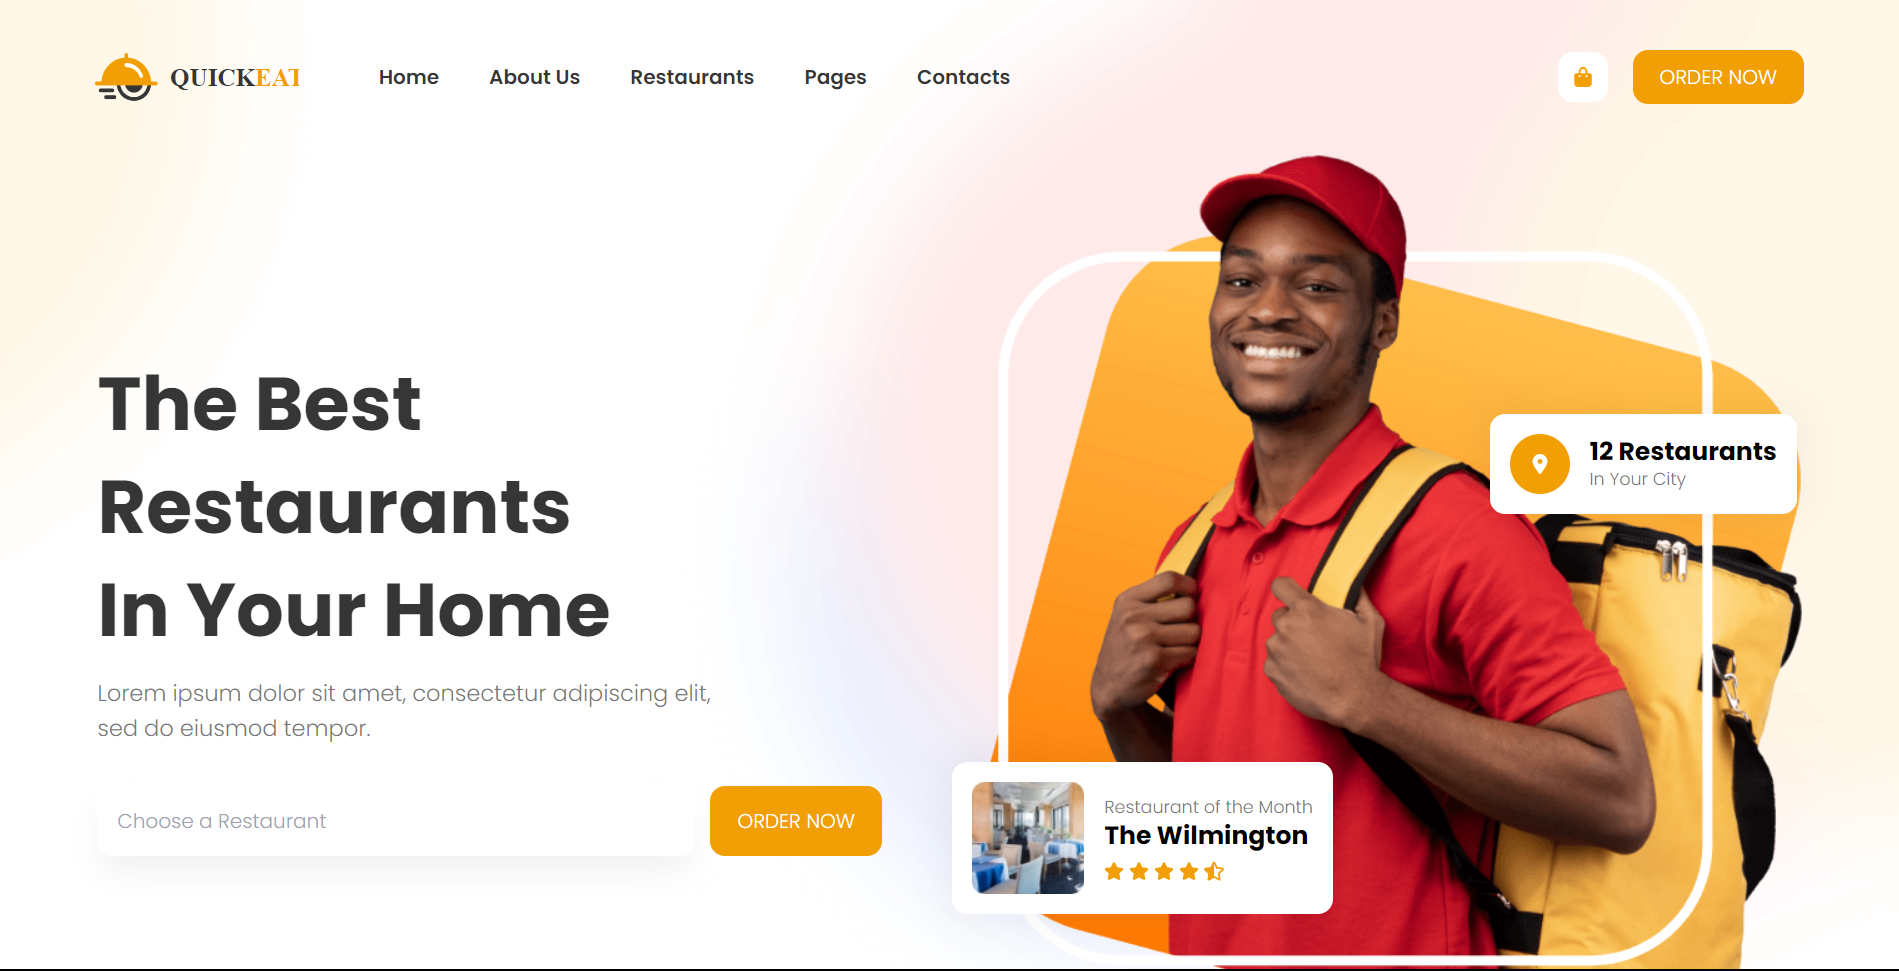 QUICKEAT
Home
About Us
Restaurants
Pages
Contacts
ORDER NOW
The Best
Restaurants
In Your Home
Lorem ipsum dolor sit amet, consectetur adipiscing elit,
sed do eiusmod tempor.
Choose a Restaurant
ORDER NOW
12 Restaurants
In Your City
Restaurant of the Month
The Wilmington